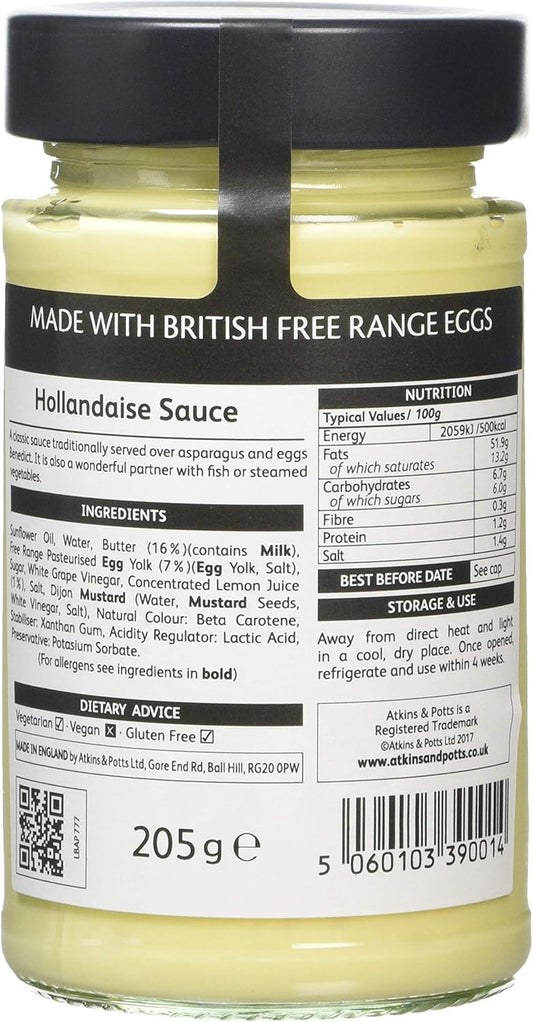 MADE WITH BRITISH FREE RANGE EGGS
Hollandaise Sauce
A classic sauce traditionally served over asparagus and eggs
Benedict. It is also a wonderful partner with fish or steamed
vegetables.
INGREDIENTS
Sunflower Oil, Water, Butter (16%)(contains Milk),
Free Range Pasteurised Egg Yolk (7%)(Egg Yolk, Salt),
Sugar, White Grape Vinegar, Concentrated Lemon Juice
(1%), Salt, Dijon Mustard (Water, Mustard Seeds,
White Vinegar, Salt), Natural Colour: Beta Carotene,
Stabiliser: Xanthan Gum, Acidity Regulator: Lactic Acid,
Preservative: Potassium Sorbate.
(For allergens see ingredients in bold)
DIETARY ADVICE
Vegetarian ☑ · Vegan ☒ · Gluten Free ☑
MADE IN ENGLAND by Atkins & Potts Ltd, Gore End Rd, Ball Hill, RG20 0PW
LBAP777
205g ℮
NUTRITION
Typical Values/ 100g
Energy 2059kJ /500kcal
Fats 51.9g
of which saturates 13.2g
Carbohydrates 6.7g
of which sugars 6.0g
Fibre 0.3g
Protein 1.2g
Salt 1.4g
BEST BEFORE DATE See cap
STORAGE & USE
Away from direct heat and light
in a cool, dry place. Once opened,
refrigerate and use within 4 weeks.
Atkins & Potts is a
Registered Trademark
©Atkins & Potts Ltd 2017
www.atkinsandpotts.co.uk
5 060103 390014